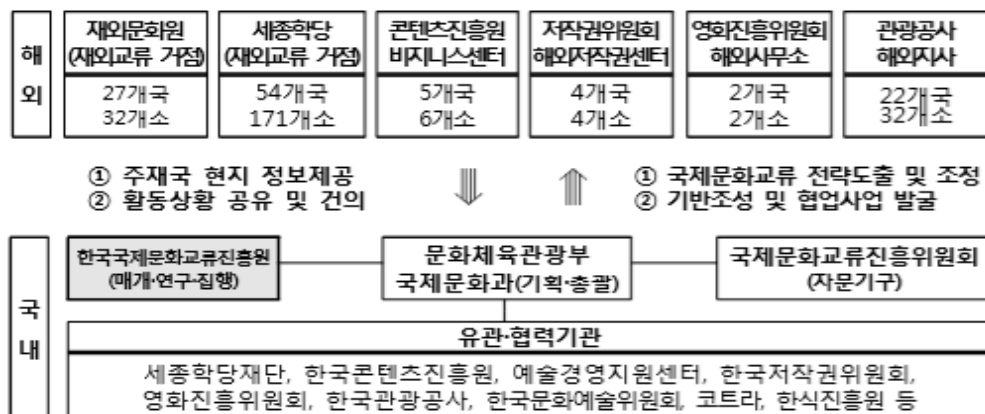 해
외
재외문화원
(재외교류 거점)
27개국
32개소
세종학당
(재외교류 거점)
54개국
171개소
콘텐츠진흥원
비지니스센터
5개국
6개소
저작권위원회
해외저작권센터
4개국
4개소
영화진흥위원회
해외사무소
2개국
2개소
관광공사
해외지사
22개국
32개소
① 주재국 현지 정보제공
② 활동상황 공유 및 건의
① 국제문화교류 전략도출 및 조정
② 기반조성 및 협업사업 발굴
국
내
한국국제문화교류진흥원
(매개·연구·집행)
문화체육관광부
국제문화과(기획·총괄)
국제문화교류진흥위원회
(자문기구)
유관·협력기관
세종학당재단, 한국콘텐츠진흥원, 예술경영지원센터, 한국저작권위원회,
영화진흥위원회, 한국관광공사, 한국문화예술위원회, 코트라, 한식진흥원 등